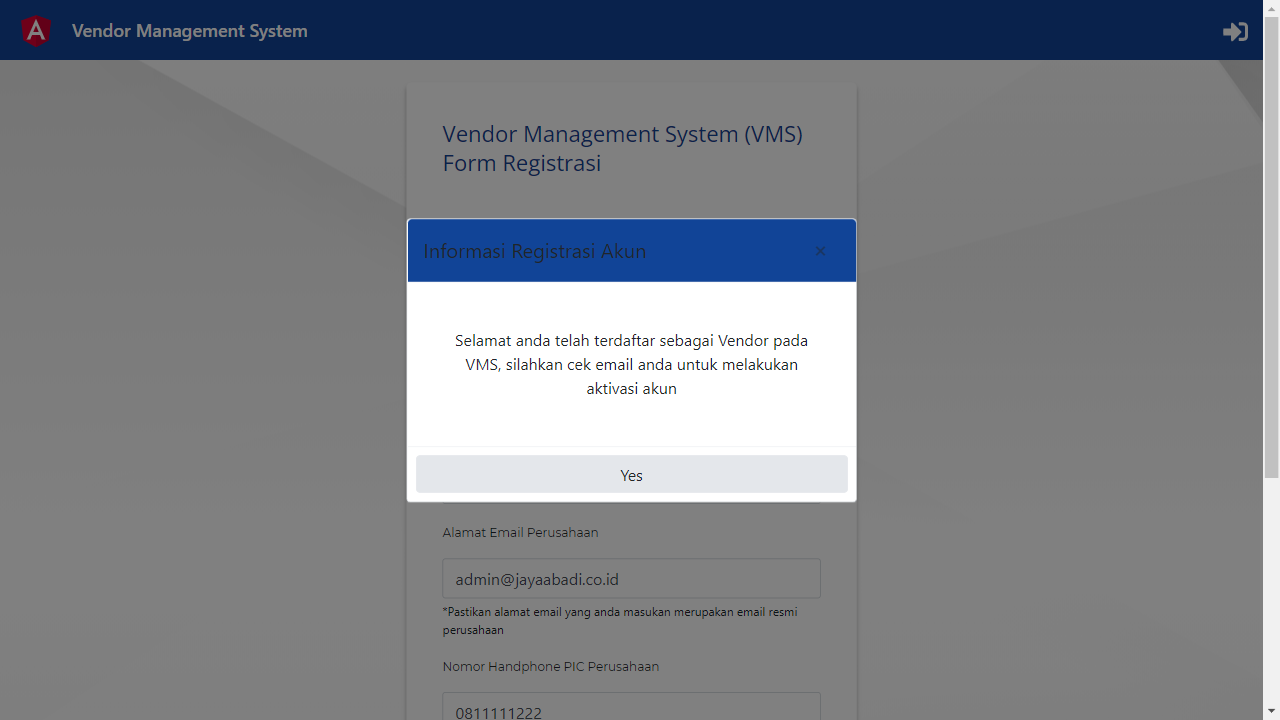 Vendor Management System
Vendor Management System (VMS)
Form Registrasi
Informasi Registrasi Akun ×
Selamat anda telah terdaftar sebagai Vendor pada
VMS, silahkan cek email anda untuk melakukan
aktivasi akun
Yes
Alamat Email Perusahaan
admin@jayaabadi.co.id
*Pastikan alamat email yang anda masukan merupakan email resmi
perusahaan
Nomor Handphone PIC Perusahaan
0811111222